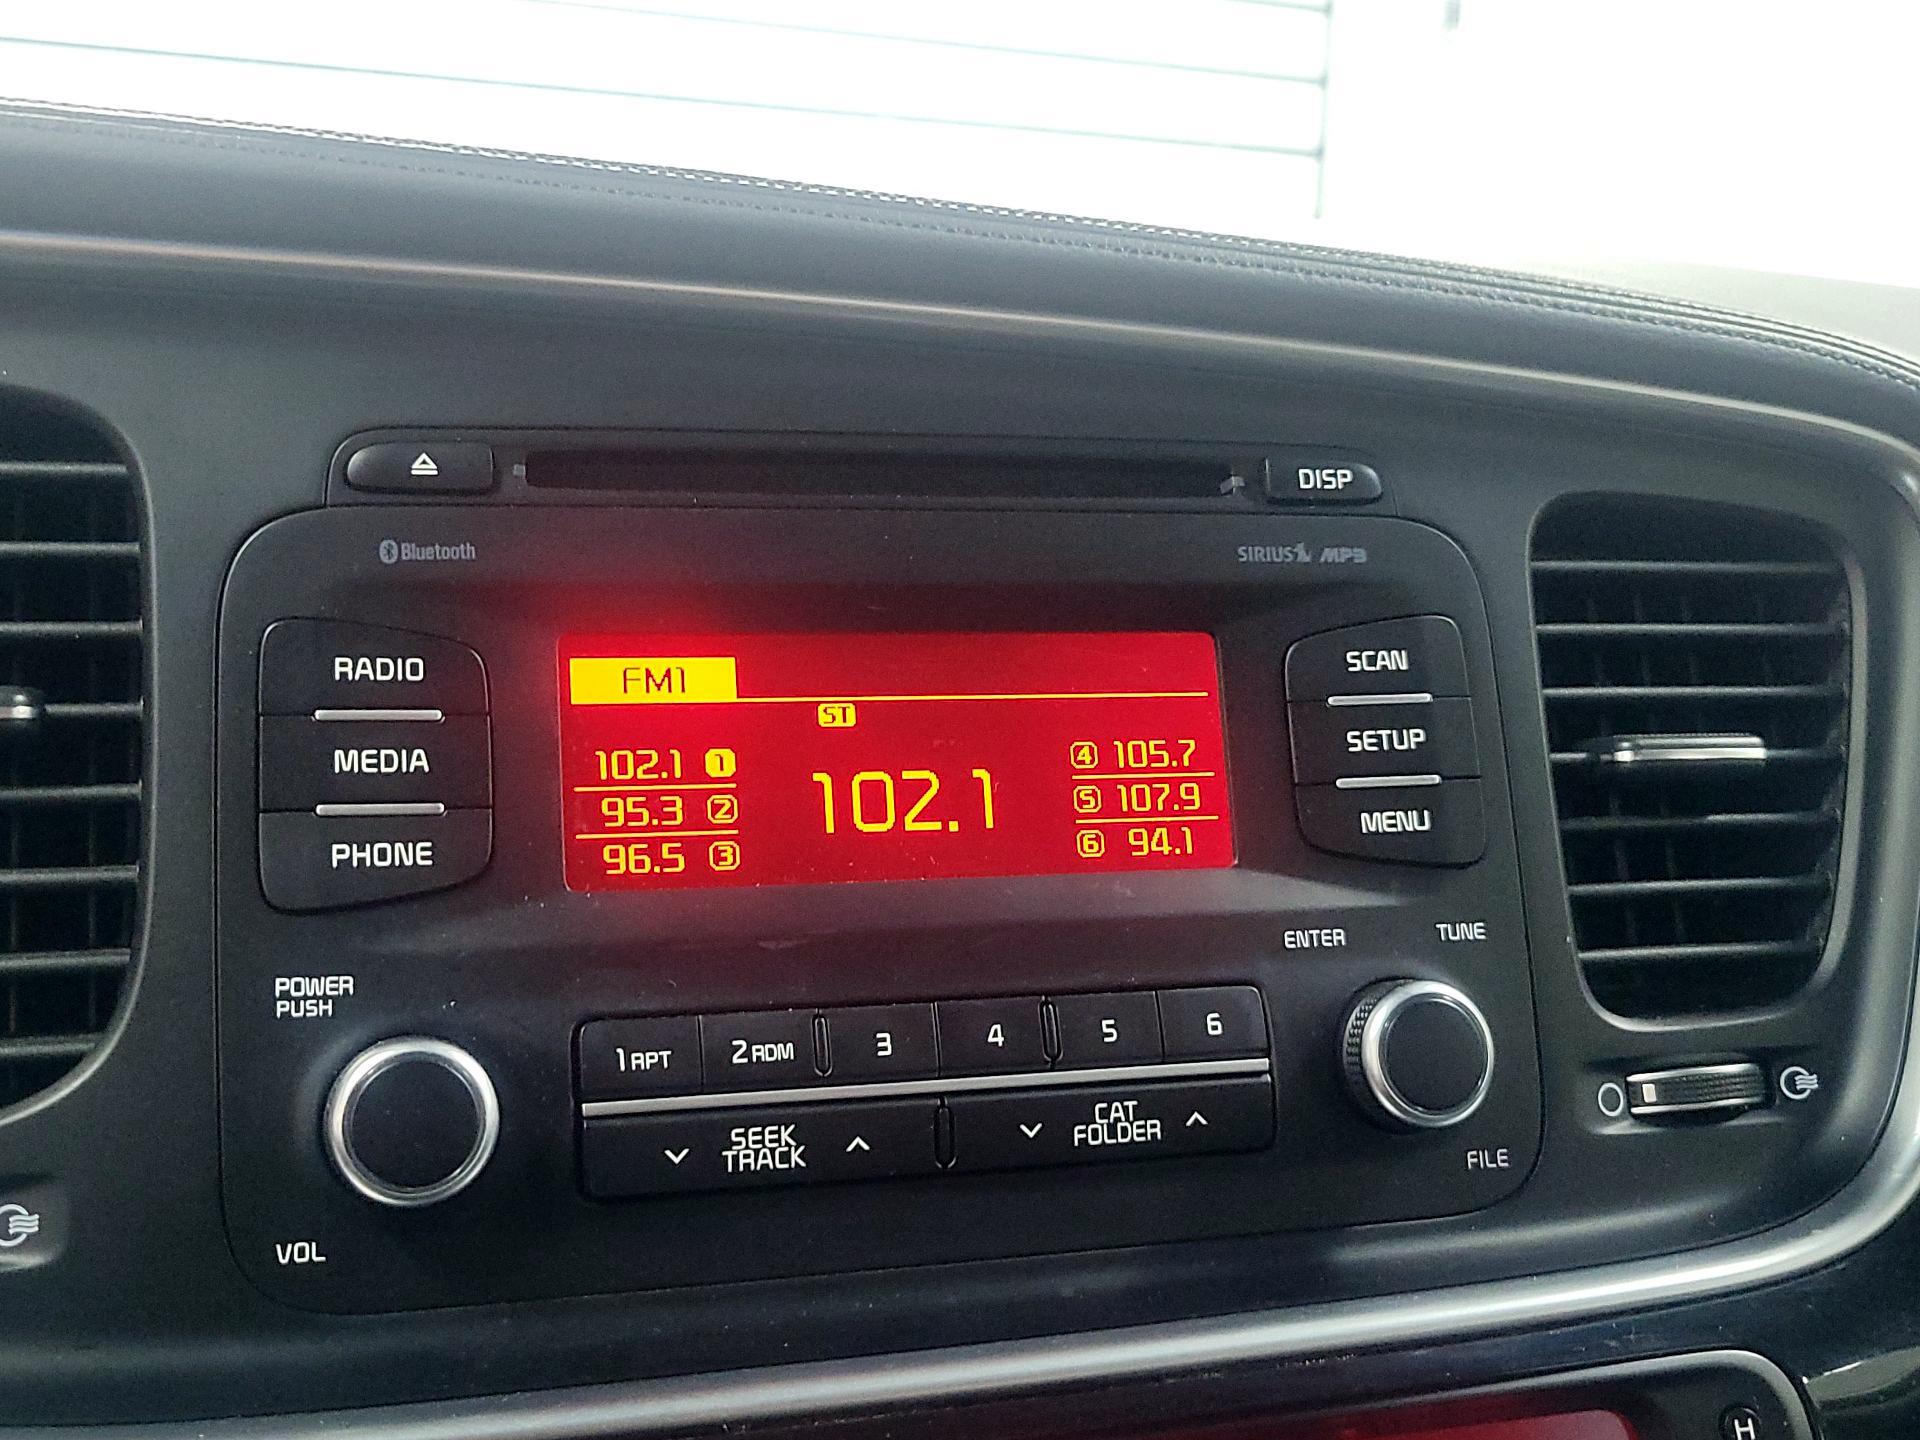 DISP
Bluetooth
SIRIUS MP3
RADIO
MEDIA
PHONE
FM1
ST
102.1 1
95.3 2
96.5 3
102.1
4 105.7
5 107.9
6 94.1
SCAN
SETUP
MENU
POWER
PUSH
VOL
1 RPT
2 RDM
3
4
5
6
SEEK
TRACK
CAT
FOLDER
ENTER
TUNE
FILE
H